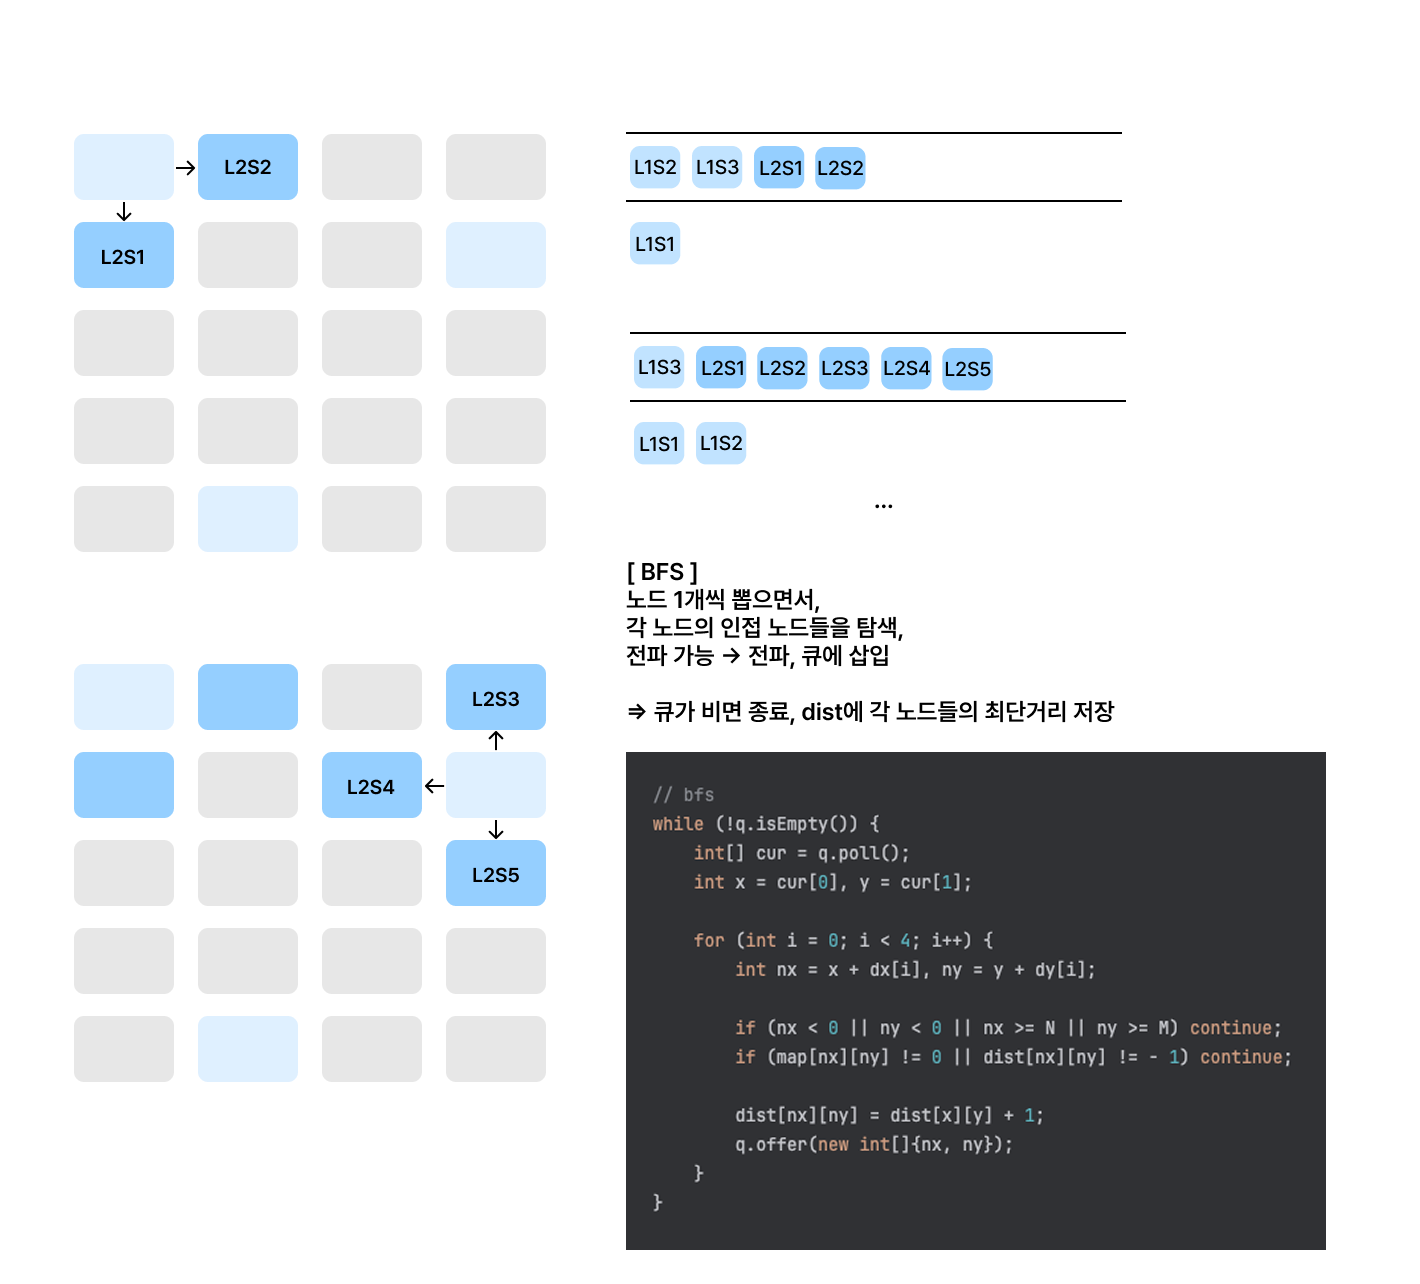 L2S2
L2S1
L1S2 L1S3 L2S1 L2S2
L1S1
L1S3 L2S1 L2S2 L2S3 L2S4 L2S5
L1S1 L1S2
...
[ BFS ]
노드 1개씩 뽑으면서,
각 노드의 인접 노드들을 탐색,
전파 가능 → 전파, 큐에 삽입
⇒ 큐가 비면 종료, dist에 각 노드들의 최단거리 저장
L2S3
L2S4
L2S5
// bfs
while (!q.isEmpty()) {
    int[] cur = q.poll();
    int x = cur[0], y = cur[1];
    for (int i = 0; i < 4; i++) {
        int nx = x + dx[i], ny = y + dy[i];
        if (nx < 0 || ny < 0 || nx >= N || ny >= M) continue;
        if (map[nx][ny] != 0 || dist[nx][ny] != - 1) continue;
        dist[nx][ny] = dist[x][y] + 1;
        q.offer(new int[]{nx, ny});
    }
}